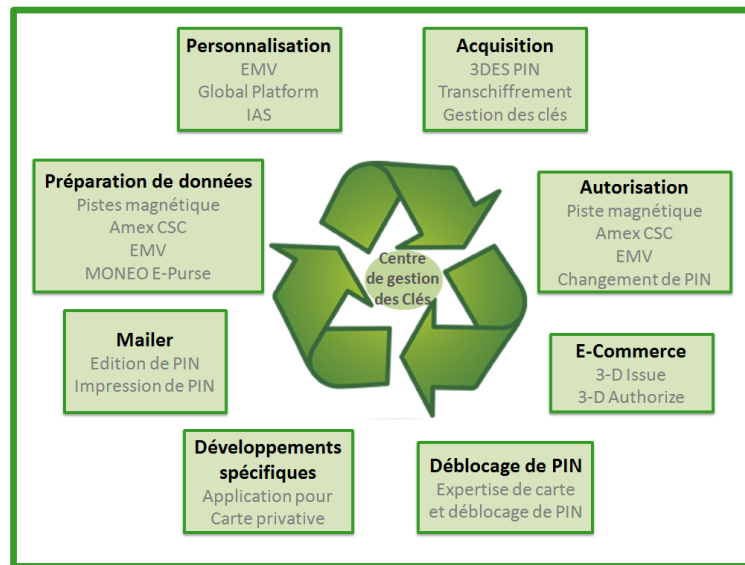 Personnalisation
EMV
Global Platform
IAS
Acquisition
3DES PIN
Transchiffrement
Gestion des clés
Préparation de données
Pistes magnétique
Amex CSC
EMV
MONEO E-Purse
Autorisation
Piste magnétique
Amex CSC
EMV
Changement de PIN
Centre
de gestion
des Clés
Mailer
Edition de PIN
Impression de PIN
E-Commerce
3-D Issue
3-D Authorize
Développements
spécifiques
Application pour
Carte privative
Déblocage de PIN
Expertise de carte
et déblocage de PIN